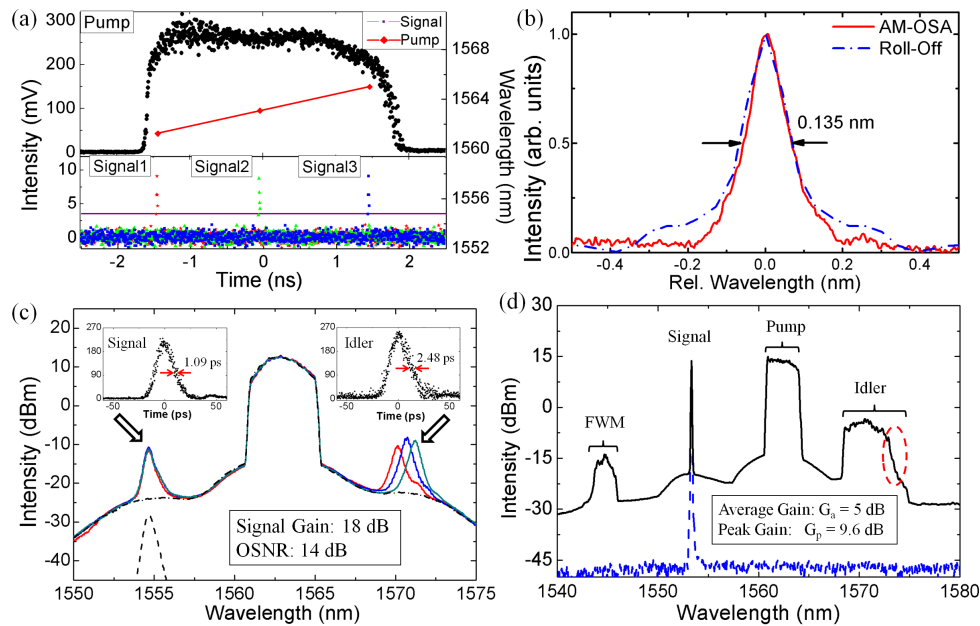 (a)
Pump
Signal
Pump
300
200
150
100
50
0
Intensity (mV)
1568
1564
1560
1556
1552
Wavelength (nm)
Signal1
Signal2
Signal3
10
5
0
-2
-1
0
1
2
Time (ns)
(b)
AM-OSA
Roll-Off
0.135 nm
1.0
0.5
0.0
Intensity (arb. units)
-0.4 -0.2 0.0 0.2 0.4
Rel. Wavelength (nm)
(c)
Signal
270
180
90
0
1.09 ps
-50 0 50
Time (ps)
Idler
270
180
90
0
2.48 ps
-50 0 50
Time (ps)
20
10
0
-10
-20
-30
-40
Intensity (dBm)
Signal Gain: 18 dB
OSNR: 14 dB
1550 1555 1560 1565 1570 1575
Wavelength (nm)
(d)
30
15
0
-15
-30
-45
Intensity (dBm)
Signal
Pump
Idler
FWM
Average Gain: Gₐ = 5 dB
Peak Gain: Gₚ = 9.6 dB
1540 1550 1560 1570 1580
Wavelength (nm)